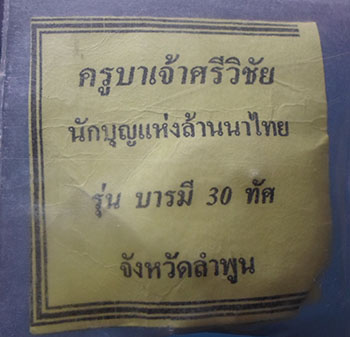 ครูบาเจ้าศรีวิชัย
นักบุญแห่งล้านนาไทย
รุ่น บารมี 30 ทัศ
จังหวัดลำพูน